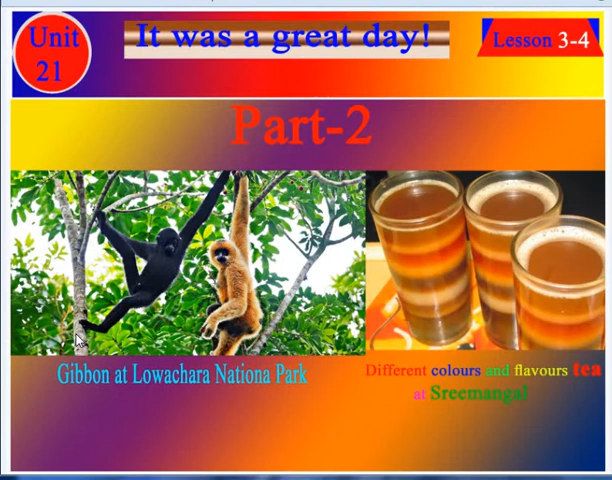 Unit
21
It was a great day!
Lesson 3-4
Part-2
Gibbon at Lowachara Nationa Park
Different colours and flavours tea
at Sreemangal